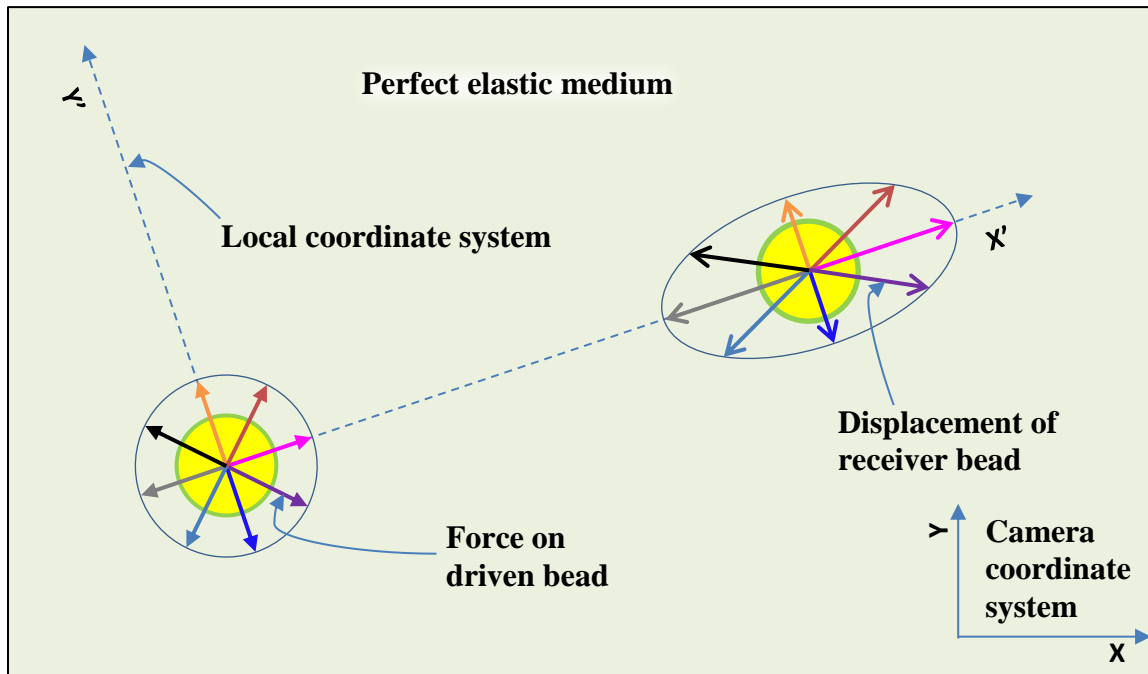 Perfect elastic medium
Y'
Local coordinate system
X'
Displacement of
receiver bead
Force on
driven bead
Y
Camera
coordinate
system
X